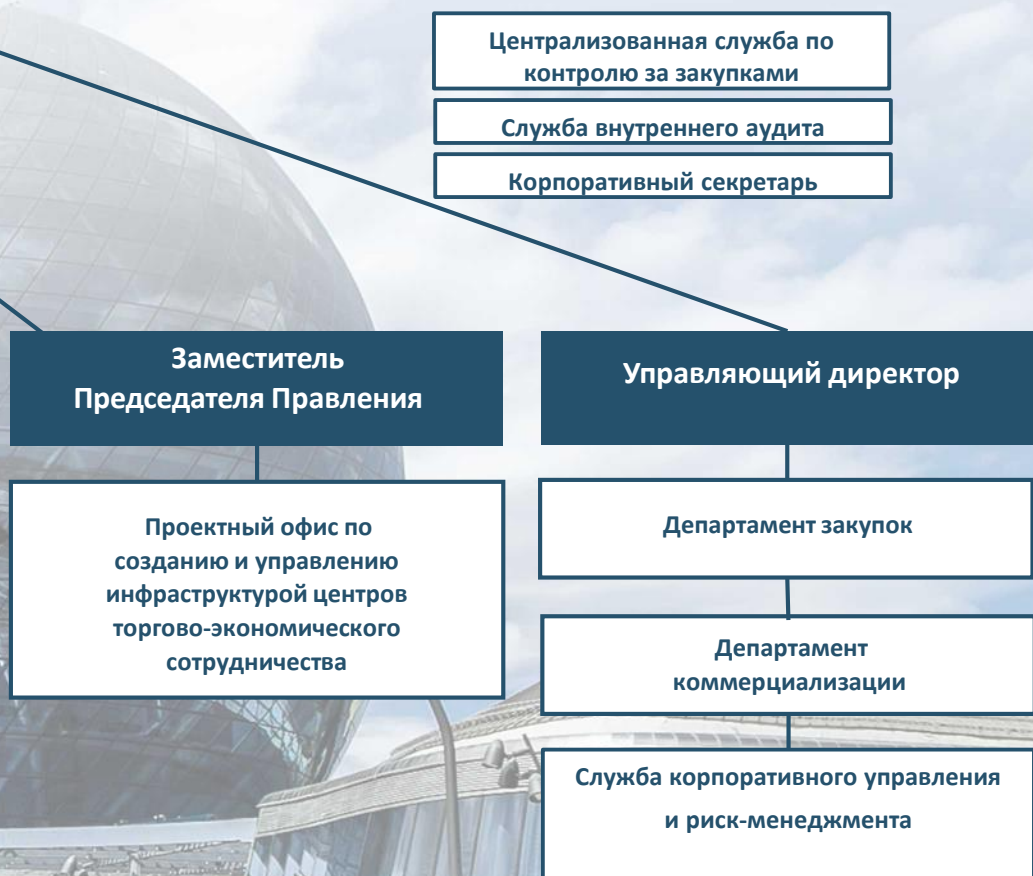 Централизованная служба по
контролю за закупками
Служба внутреннего аудита
Корпоративный секретарь
Заместитель
Председателя Правления
Управляющий директор
Проектный офис по
созданию и управлению
инфраструктурой центров
торгово-экономического
сотрудничества
Департамент закупок
Департамент
коммерциализации
Служба корпоративного управления
и риск-менеджмента